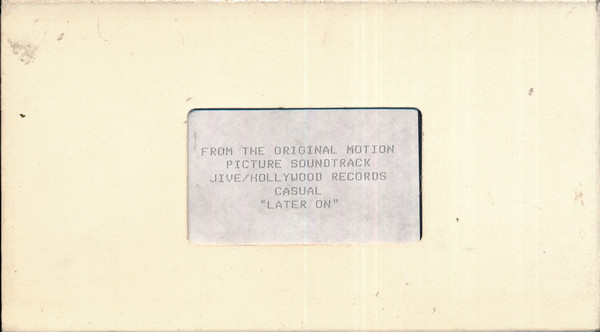 FROM THE ORIGINAL MOTION
PICTURE SOUNDTRACK
JIVE/HOLLYWOOD RECORDS
CASUAL
"LATER ON"